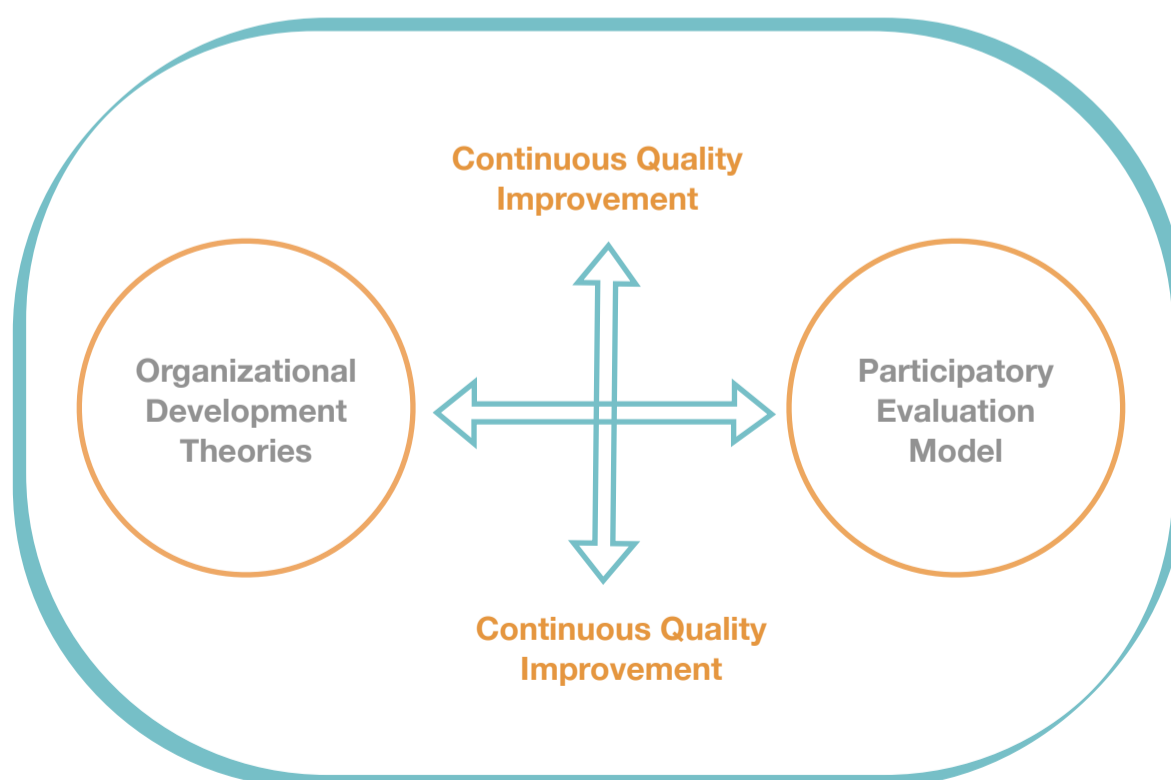 Continuous Quality
Improvement
Organizational
Development
Theories
Participatory
Evaluation
Model
Continuous Quality
Improvement